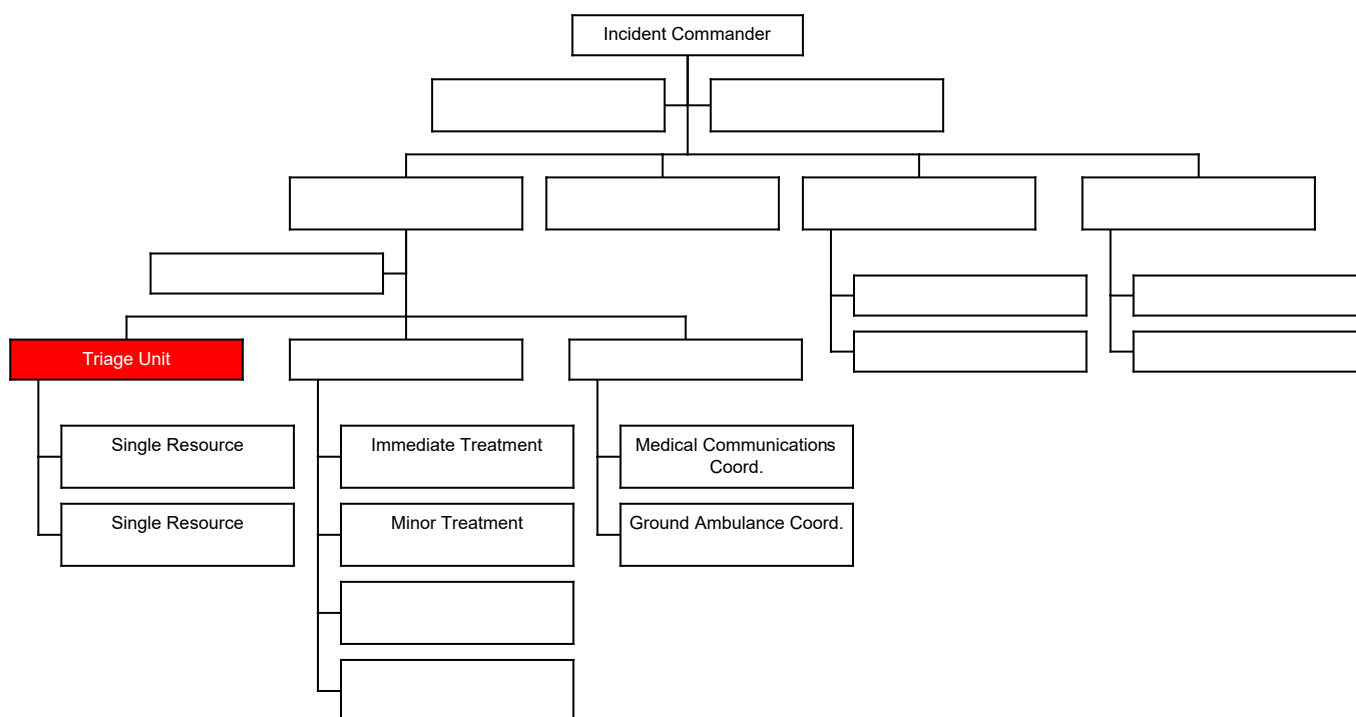 Incident Commander
Triage Unit
Single Resource
Immediate Treatment
Medical Communications
Coord.
Single Resource
Minor Treatment
Ground Ambulance Coord.